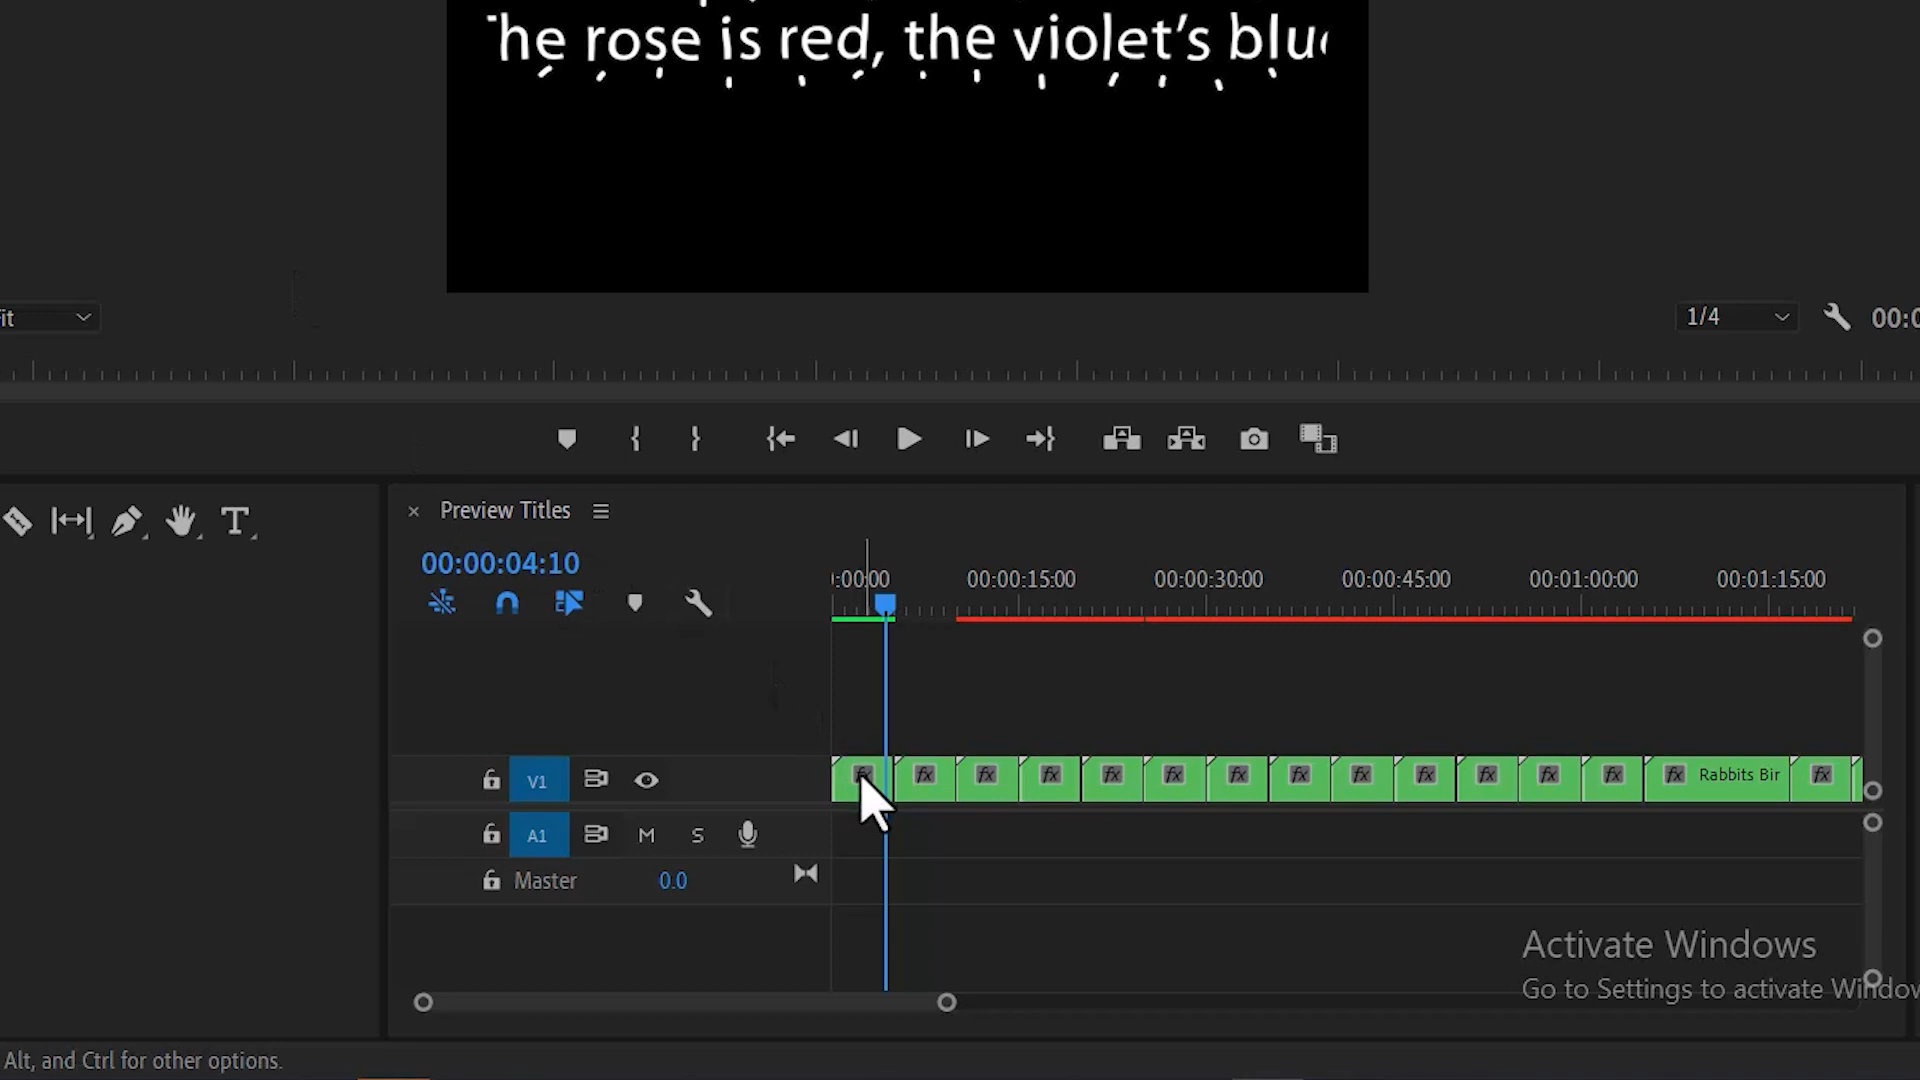 he rose is red, the violet's blu
it
1/4
00:0
T
Preview Titles
00:00:04:10
:00:00 00:00:15:00 00:00:30:00 00:00:45:00 00:01:00:00 00:01:15:00
V1
fx fx fx fx fx fx fx fx fx fx fx fx fx fx Rabbits Bir fx
A1 M S
Master 0.0
Activate Windows
Go to Settings to activate Window
Alt, and Ctrl for other options.